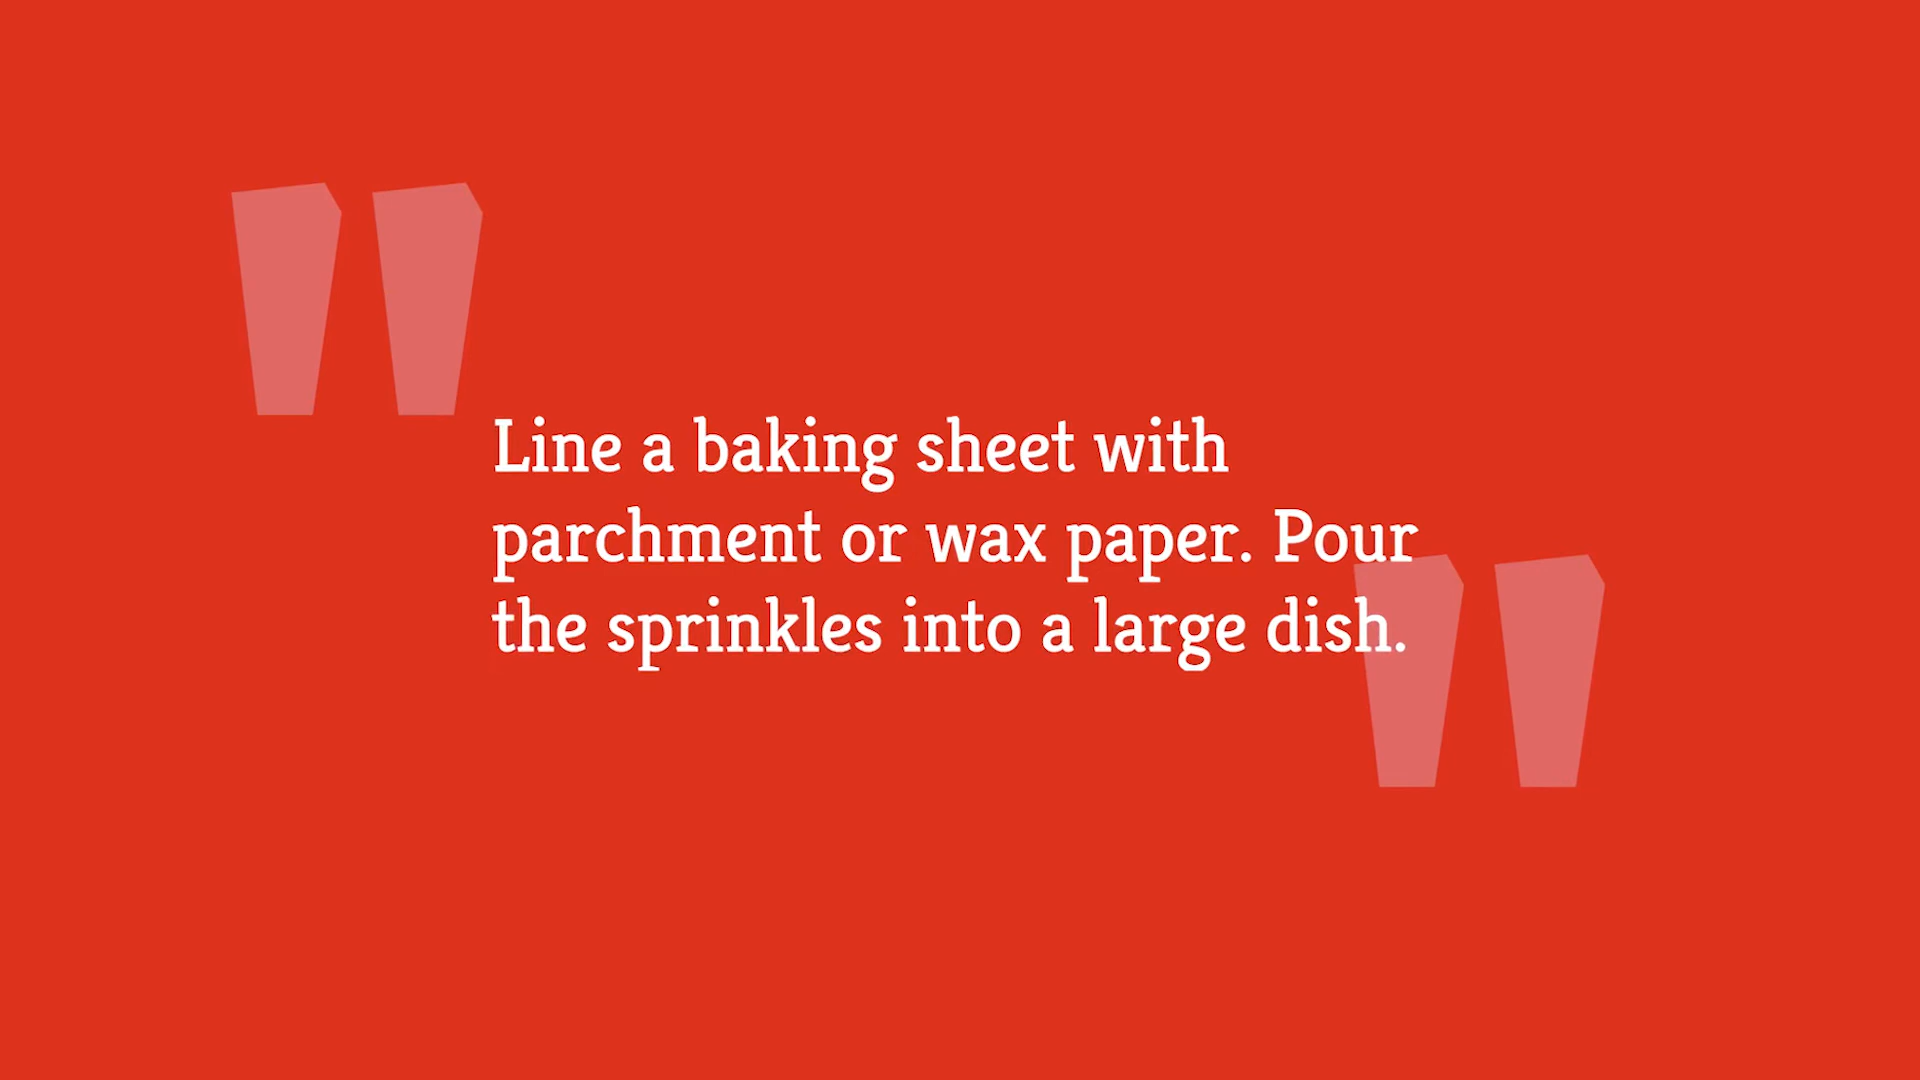 Line a baking sheet with
parchment or wax paper. Pour
the sprinkles into a large dish.